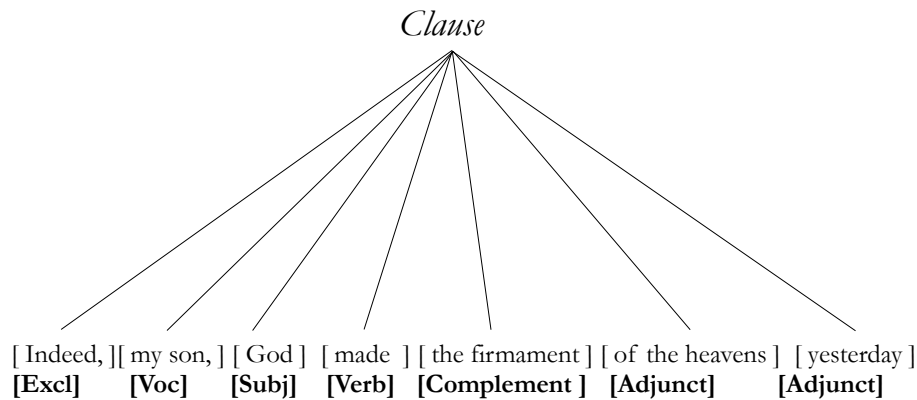 Clause
[ Indeed, ][ my son, ] [ God ] [ made ] [ the firmament ] [ of the heavens ] [ yesterday ]
[Excl] [Voc] [Subj] [Verb] [Complement ] [Adjunct] [Adjunct]